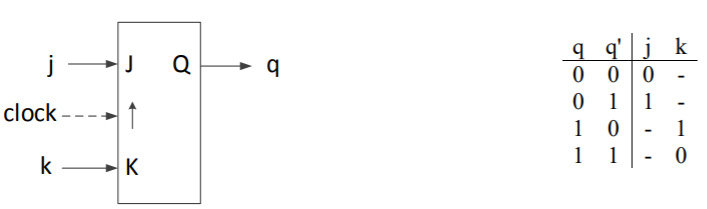 j J Q q
clock ↑
k K
q q' j k
0 0 0 -
0 1 1 -
1 0 - 1
1 1 - 0